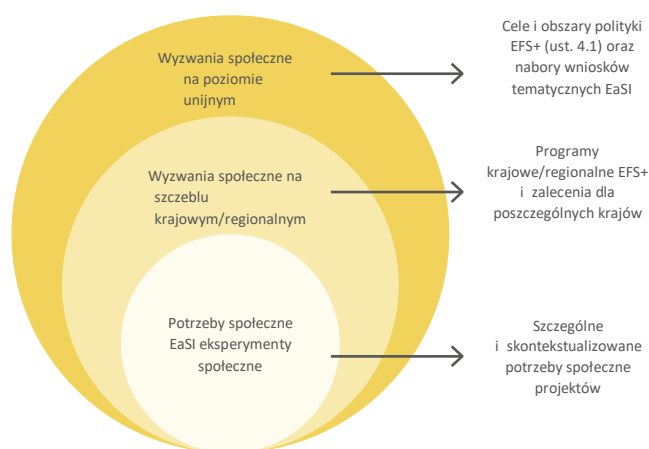 Wyzwania społeczne
na poziomie
unijnym
Cele i obszary polityki
EFS+ (ust. 4.1) oraz
nabory wniosków
tematycznych EaSI
Wyzwania społeczne na
szczeblu
krajowym/regionalnym
Programy
krajowe/regionalne EFS+
i zalecenia dla
poszczególnych krajów
Potrzeby społeczne
EaSI eksperymenty
społeczne
Szczególne
i skontekstualizowane
potrzeby społeczne
projektów